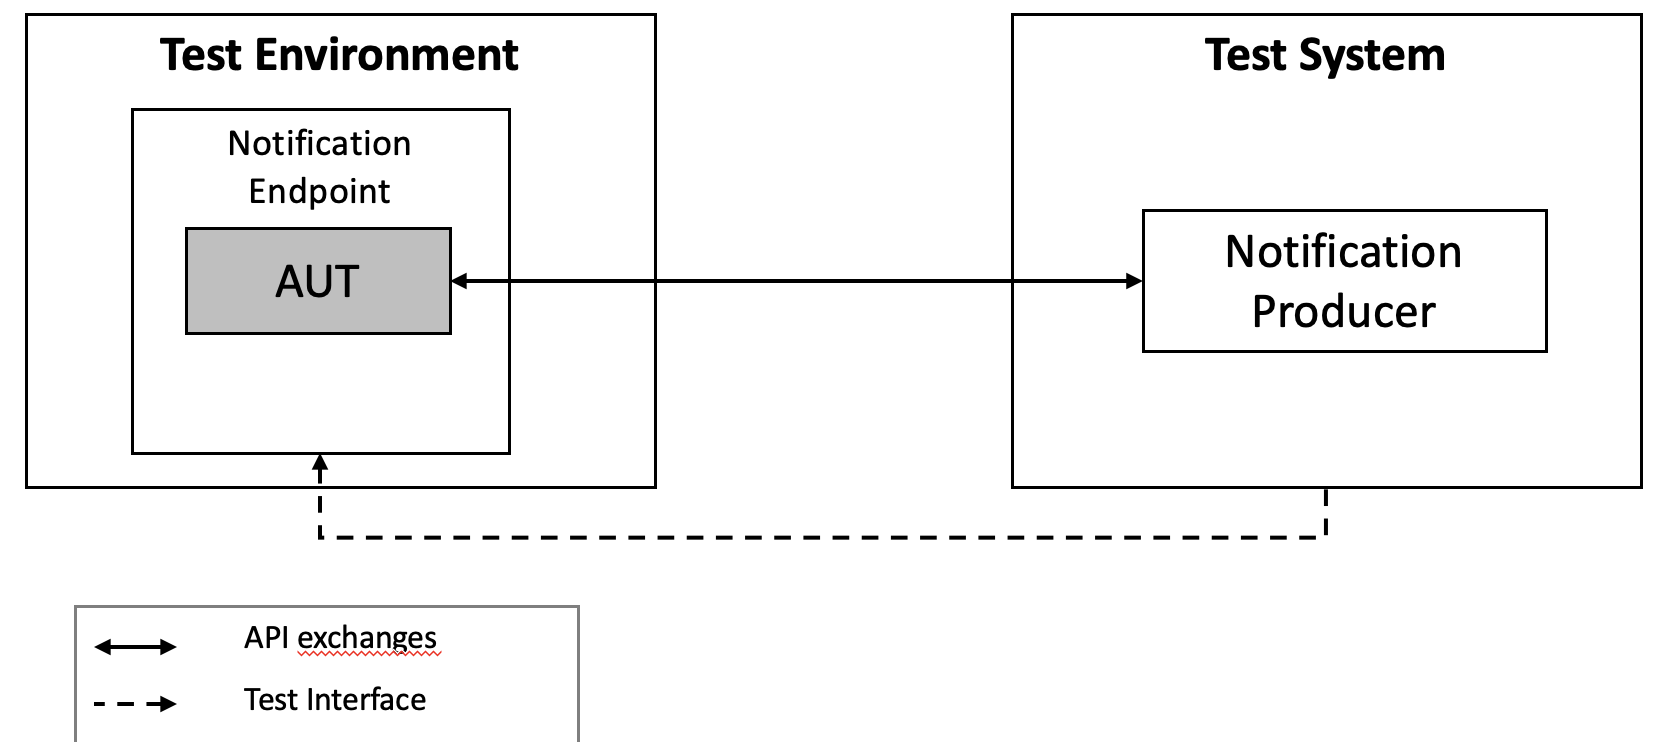 Test Environment
Test System
Notification
Endpoint
AUT
Notification
Producer
API exchanges
Test Interface